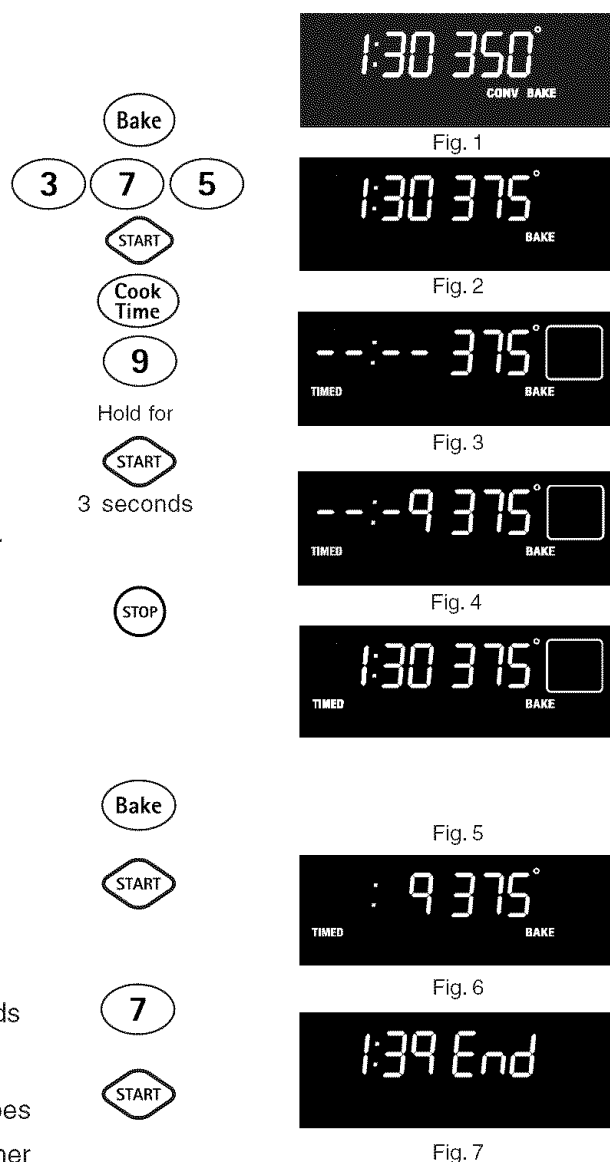 Bake
3 7 5
START
Cook
Time
9
Hold for
START
3 seconds
STOP
Bake
START
ds
7
START
1:30 350°
CONV BAKE
Fig. 1
1:30 375°
BAKE
Fig. 2
--:-- 375°
TIMED BAKE
Fig. 3
--:-9 375°
TIMED BAKE
Fig. 4
1:30 375°
TIMED BAKE
Fig. 5
: 9 375°
TIMED BAKE
Fig. 6
1:39 End
Fig. 7